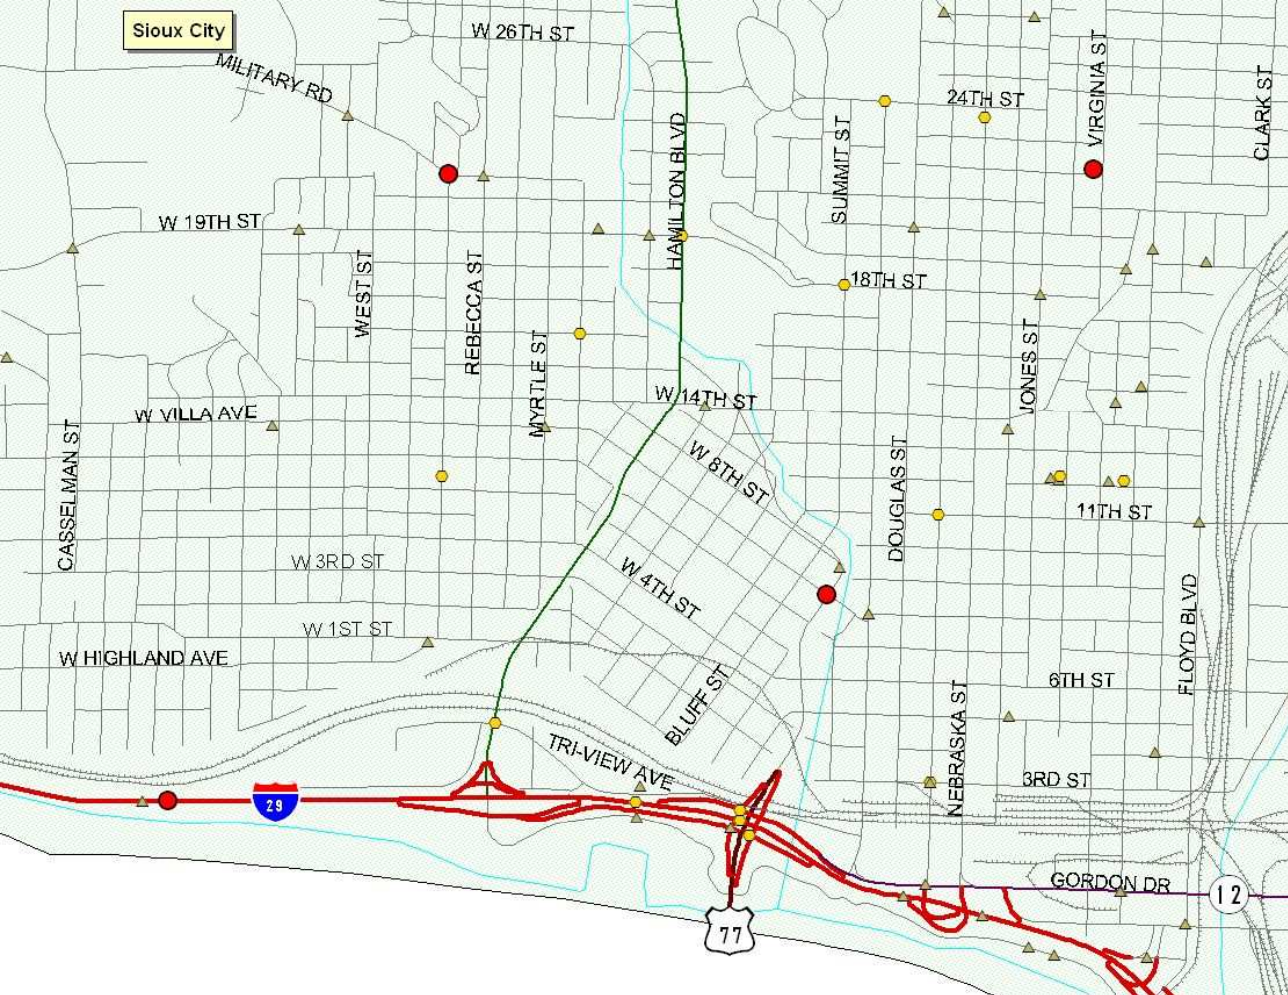 Sioux City
W 26TH ST
MILITARY RD
24TH ST
VIRGINIA ST
CLARK ST
HAMILTON BLVD
SUMMIT ST
W 19TH ST
WEST ST
REBECCA ST
18TH ST
MYRTLE ST
JONES ST
W 14TH ST
W VILLA AVE
CASSELMAN ST
W 8TH ST
DOUGLAS ST
11TH ST
W 3RD ST
W 4TH ST
FLOYD BLVD
W 1ST ST
W HIGHLAND AVE
6TH ST
BLUFF ST
NEBRASKA ST
TRI-VIEW AVE
3RD ST
29
GORDON DR
12
77